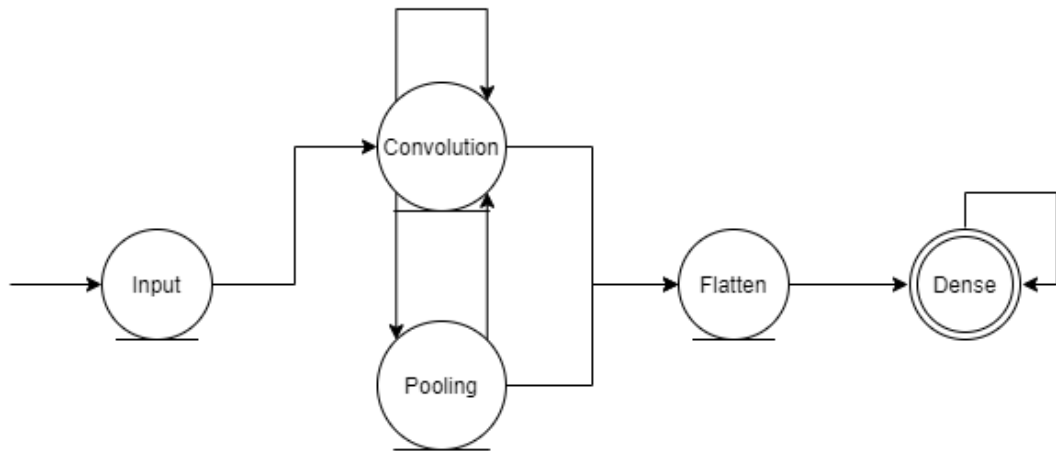 Convolution
Input
Flatten
Dense
Pooling